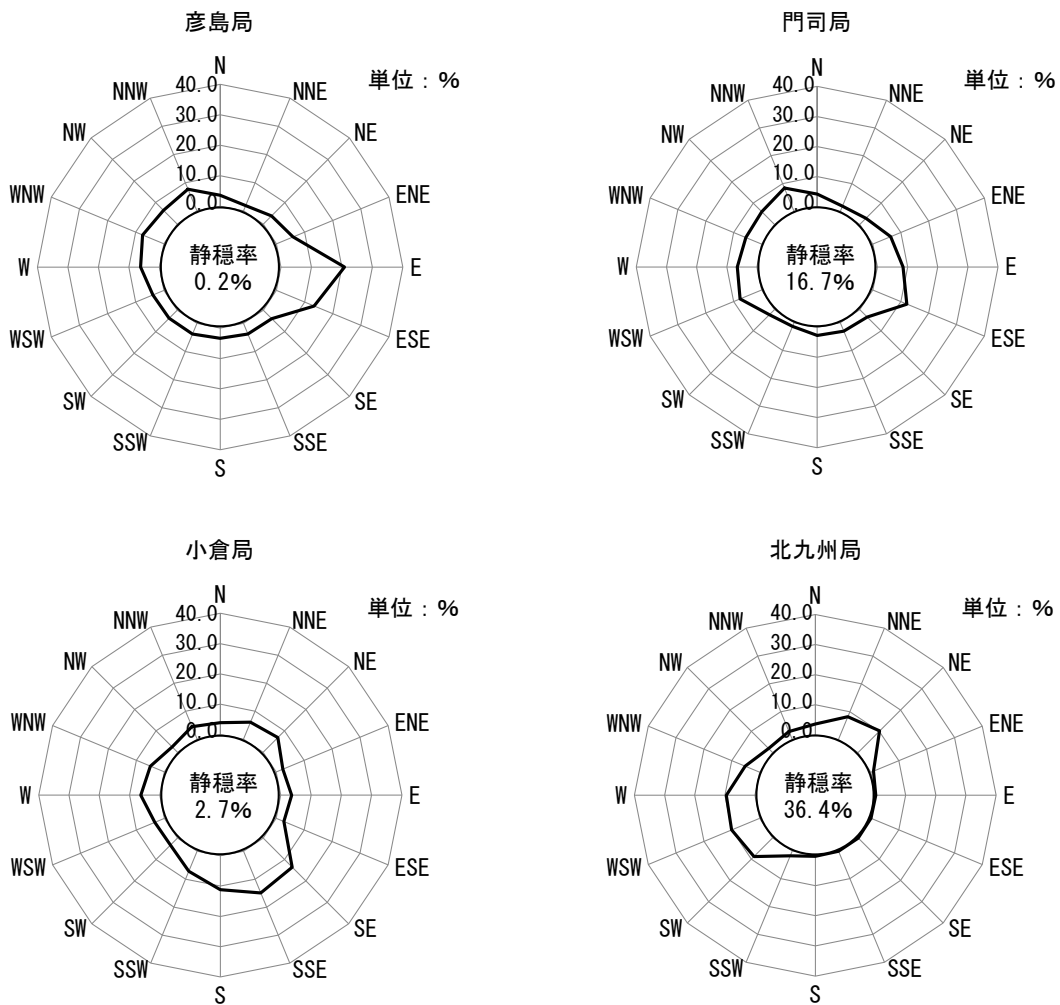 彦島局
単位：%
N
NNE
NE
ENE
E
ESE
SE
SSE
S
SSW
SW
WSW
W
WNW
NW
NNW
40.0
30.0
20.0
10.0
0.0
静穏率
0.2%
門司局
単位：%
N
NNE
NE
ENE
E
ESE
SE
SSE
S
SSW
SW
WSW
W
WNW
NW
NNW
40.0
30.0
20.0
10.0
0.0
静穏率
16.7%
小倉局
単位：%
N
NNE
NE
ENE
E
ESE
SE
SSE
S
SSW
SW
WSW
W
WNW
NW
NNW
40.0
30.0
20.0
10.0
0.0
静穏率
2.7%
北九州局
単位：%
N
NNE
NE
ENE
E
ESE
SE
SSE
S
SSW
SW
WSW
W
WNW
NW
NNW
40.0
30.0
20.0
10.0
0.0
静穏率
36.4%